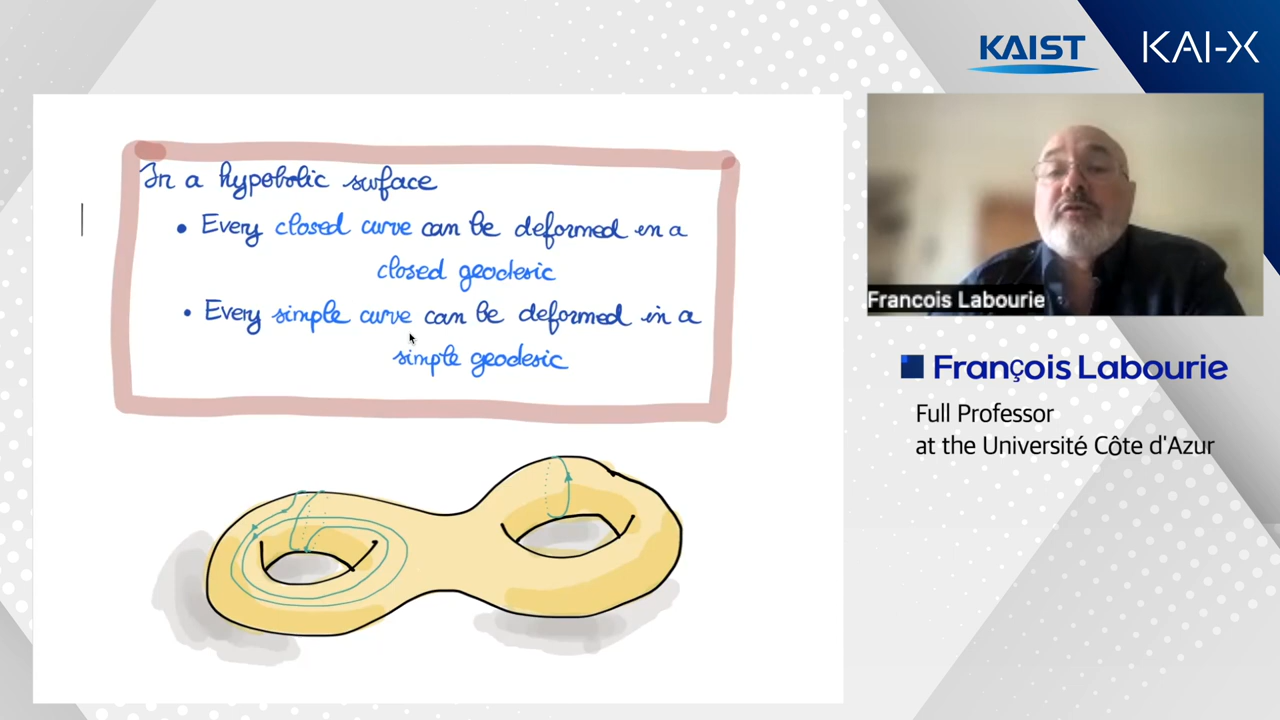 KAIST
KAI-X
In a hypobolic surface
• Every closed curve can be deformed in a
closed geodesic
• Every simple curve can be deformed in a
simple geodesic
Francois Labourie
François Labourie
Full Professor
at the Université Côte d'Azur